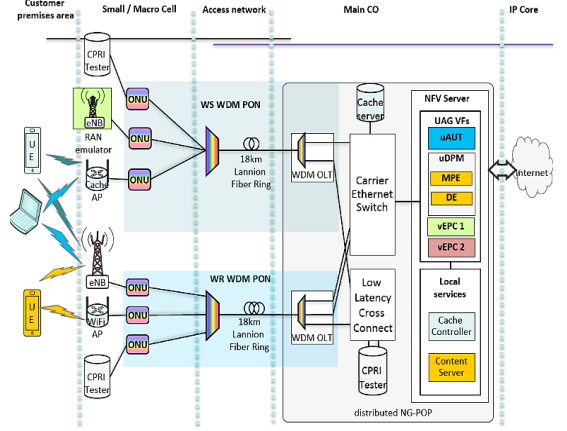 Customer
premises area
Small / Macro Cell
Access network
Main CO
IP Core
CPRI
Tester
ONU
WS WDM PON
Cache
server
NFV Server
UAG VFs
uAUT
eNB
RAN
emulator
ONU
uDPM
MPE
DE
UE
Cache
AP
ONU
18km
Lannion
Fiber Ring
WDM OLT
Carrier
Ethernet
Switch
Internet
vEPC 1
vEPC 2
eNB
WR WDM PON
ONU
Low
Latency
Cross
Connect
Local
services
UE
WiFi
AP
ONU
18km
Lannion
Fiber Ring
WDM OLT
Cache
Controller
ONU
CPRI
Tester
CPRI
Tester
Content
Server
distributed NG-POP